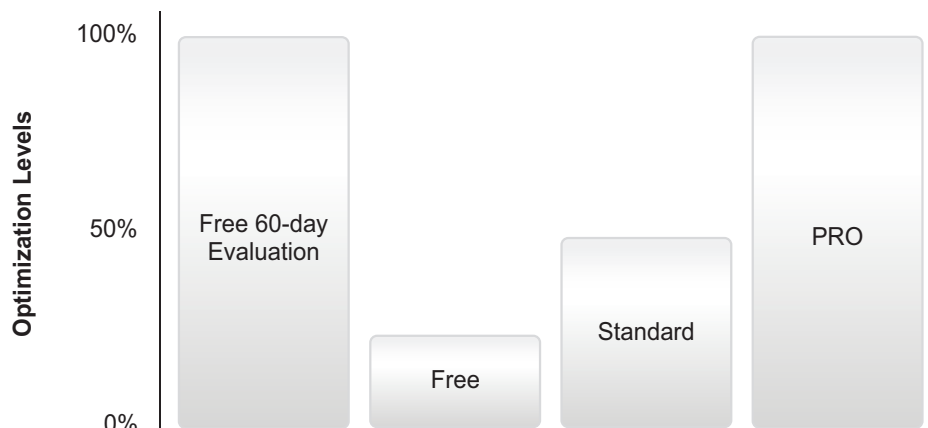 100%
50%
0%
Optimization Levels
Free 60-day
Evaluation
Free
Standard
PRO